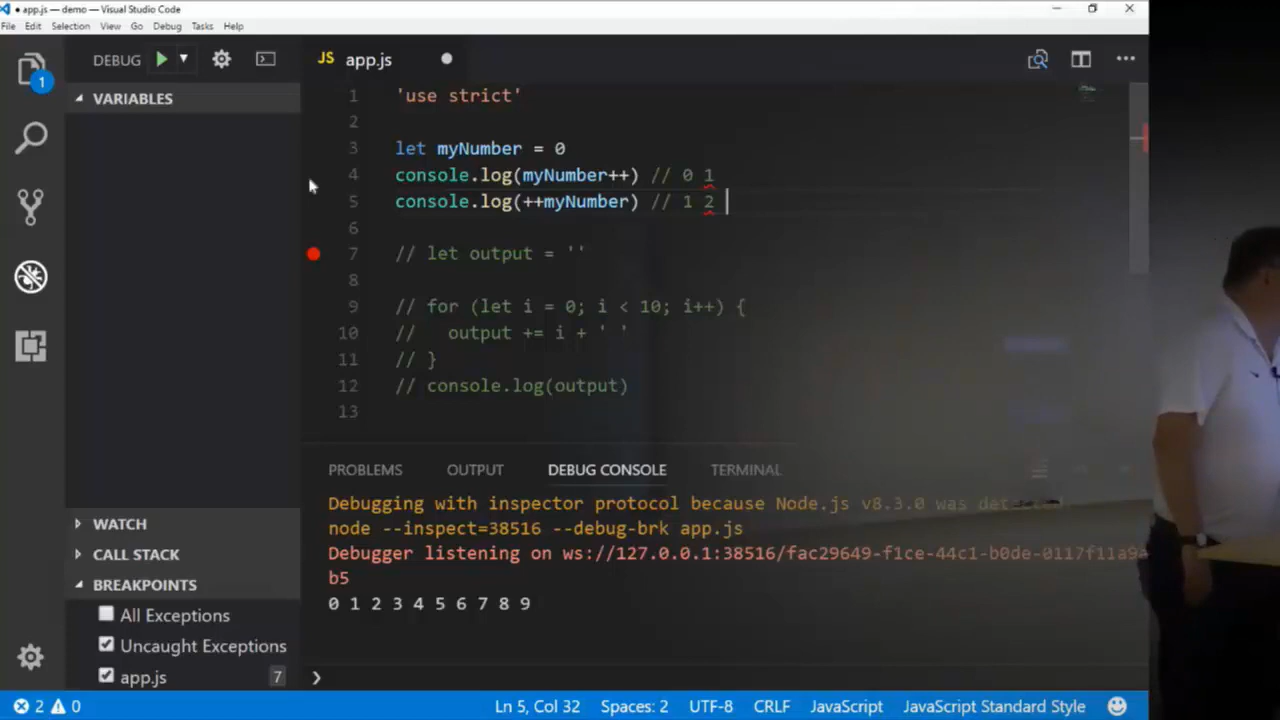 app.js — demo — Visual Studio Code
File Edit Selection View Go Debug Tasks Help
1
DEBUG
JS app.js
VARIABLES
1 'use strict'
2
3 let myNumber = 0
4 console.log(myNumber++) // 0 1
5 console.log(++myNumber) // 1 2
6
7 // let output = ''
8
9 // for (let i = 0; i < 10; i++) {
10 //   output += i + ' '
11 // }
12 // console.log(output)
13
PROBLEMS OUTPUT DEBUG CONSOLE TERMINAL
Debugging with inspector protocol because Node.js v8.3.0 was detected.
node --inspect=38516 --debug-brk app.js
Debugger listening on ws://127.0.0.1:38516/fac29649-f1ce-44c1-b0de-0117f11a9a
b5
0 1 2 3 4 5 6 7 8 9
WATCH
CALL STACK
BREAKPOINTS
All Exceptions
Uncaught Exceptions
app.js 7
2 0
Ln 5, Col 32 Spaces: 2 UTF-8 CRLF JavaScript JavaScript Standard Style